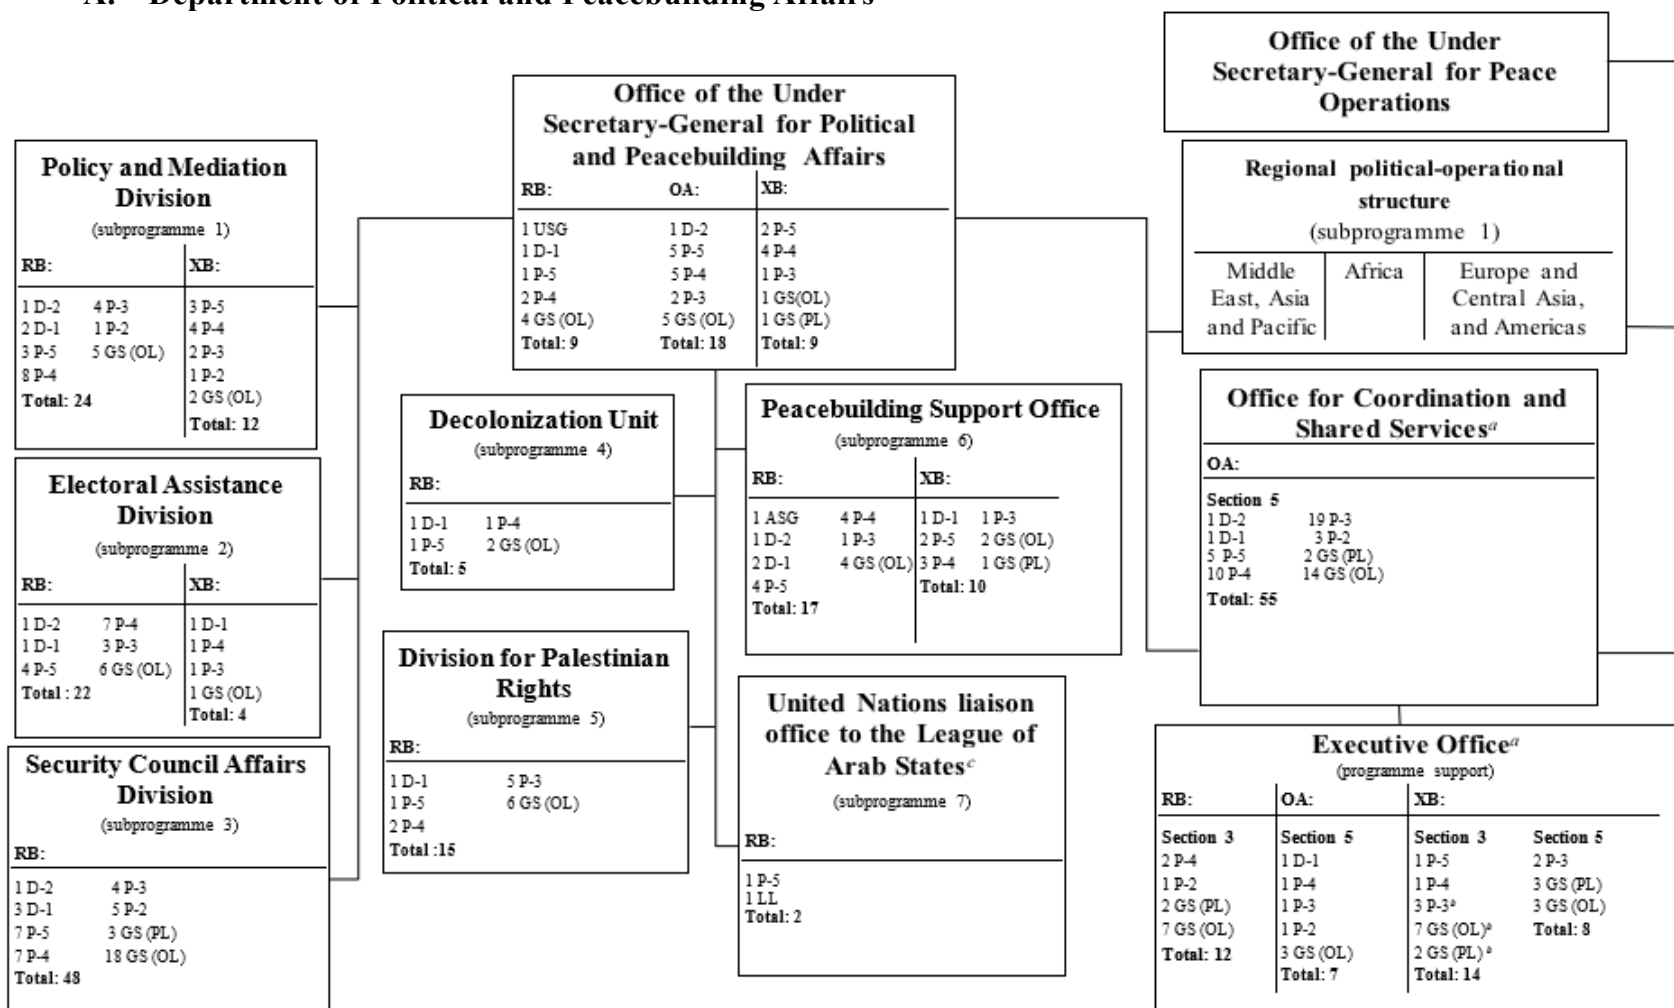 A. Department of Political and Peacebuilding Affairs
Office of the Under
Secretary-General for Peace
Operations
Office of the Under
Secretary-General for Political
and Peacebuilding Affairs
RB: OA: XB:
1 USG 1 D-2 2 P-5
1 D-1 5 P-5 4 P-4
1 P-5 5 P-4 1 P-3
2 P-4 2 P-3 1 GS(OL)
4 GS (OL) 5 GS (OL) 1 GS (PL)
Total: 9 Total: 18 Total: 9
Policy and Mediation
Division
(subprogramme 1)
RB: XB:
1 D-2 4 P-3 3 P-5
2 D-1 1 P-2 4 P-4
3 P-5 5 GS (OL) 2 P-3
8 P-4 1 P-2
Total: 24 2 GS (OL)
Total: 12
Regional political-operational
structure
(subprogramme 1)
Middle Africa Europe and
East, Asia Central Asia,
and Pacific and Americas
Decolonization Unit
(subprogramme 4)
RB:
1 D-1 1 P-4
1 P-5 2 GS (OL)
Total: 5
Peacebuilding Support Office
(subprogramme 6)
RB: XB:
1 ASG 4 P-4 1 D-1 1 P-3
1 D-2 1 P-3 2 P-5 2 GS (OL)
2 D-1 4 GS (OL) 3 P-4 1 GS (PL)
4 P-5 Total: 10
Total: 17
Office for Coordination and
Shared Services a
OA:
Section 5
1 D-2 19 P-3
1 D-1 3 P-2
5 P-5 2 GS (PL)
10 P-4 14 GS (OL)
Total: 55
Electoral Assistance
Division
(subprogramme 2)
RB: XB:
1 D-2 7 P-4 1 D-1
1 D-1 3 P-3 1 P-4
4 P-5 6 GS (OL) 1 P-3
Total : 22 1 GS (OL)
Total: 4
Division for Palestinian
Rights
(subprogramme 5)
RB:
1 D-1 5 P-3
1 P-5 6 GS (OL)
2 P-4
Total :15
United Nations liaison
office to the League of
Arab States c
(subprogramme 7)
RB:
1 P-5
1 LL
Total: 2
Security Council Affairs
Division
(subprogramme 3)
RB:
1 D-2 4 P-3
3 D-1 5 P-2
7 P-5 3 GS (PL)
7 P-4 18 GS (OL)
Total: 48
Executive Office a
(programme support)
RB: OA: XB:
Section 3 Section 5 Section 3 Section 5
2 P-4 1 D-1 1 P-5 2 P-3
1 P-2 1 P-4 1 P-4 3 GS (PL)
2 GS (PL) 1 P-3 3 P-3 3 GS (OL)
7 GS (OL) 1 P-2 7 GS (OL) Total: 8
Total: 12 3 GS (OL) 2 GS (PL)
Total: 7 Total: 14